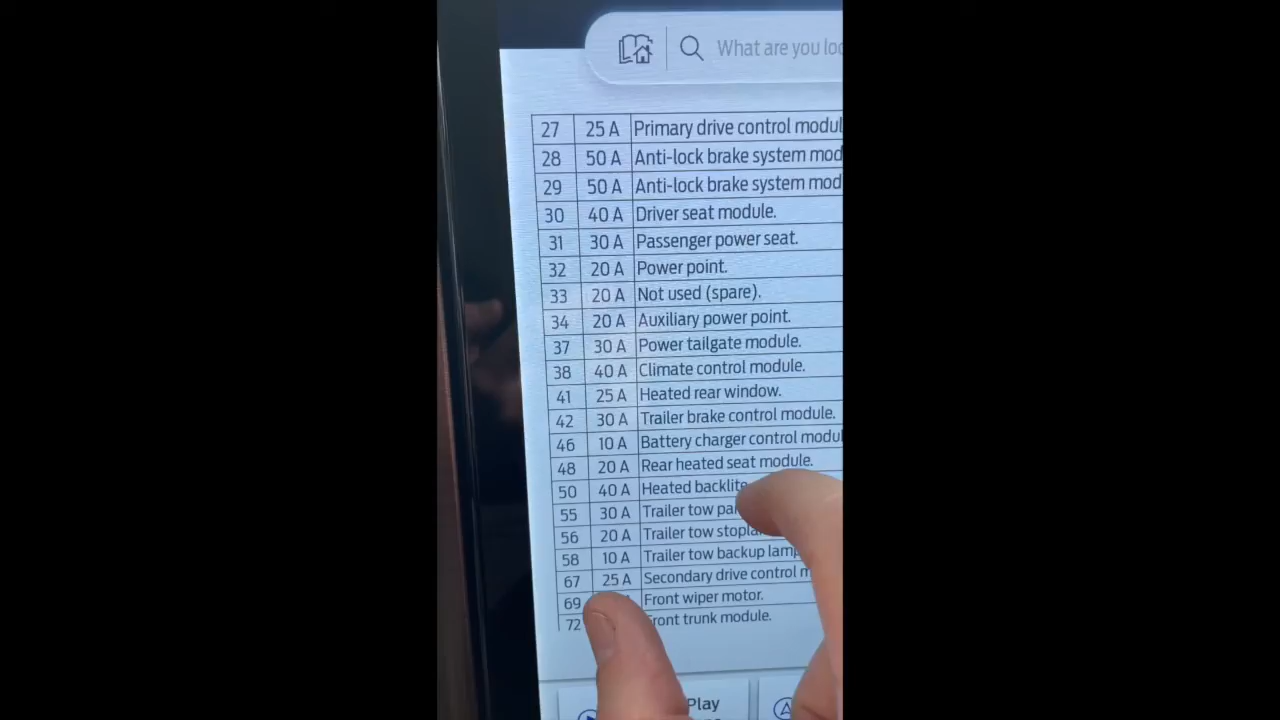 What are you loo
27 25 A Primary drive control modul
28 50 A Anti-lock brake system mod
29 50 A Anti-lock brake system mod
30 40 A Driver seat module.
31 30 A Passenger power seat.
32 20 A Power point.
33 20 A Not used (spare).
34 20 A Auxiliary power point.
37 30 A Power tailgate module.
38 40 A Climate control module.
41 25 A Heated rear window.
42 30 A Trailer brake control module.
46 10 A Battery charger control modul
48 20 A Rear heated seat module.
50 40 A Heated backlite
55 30 A Trailer tow par
56 20 A Trailer tow stopla
58 10 A Trailer tow backup lamp
67 25 A Secondary drive control m
69 Front wiper motor.
72 Front trunk module.
Play